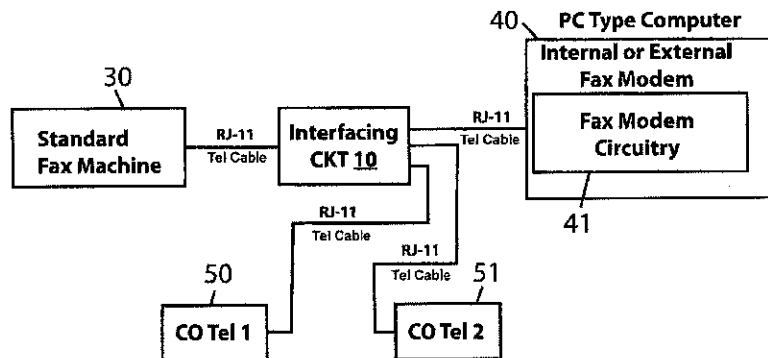 PC Type Computer
40
Internal or External
Fax Modem
30
Fax Modem
Circuitry
Standard
Fax Machine
RJ-11
Tel Cable
Interfacing
CKT 10
RJ-11
Tel Cable
41
RJ-11
Tel Cable
RJ-11
Tel Cable
50
CO Tel 1
51
CO Tel 2